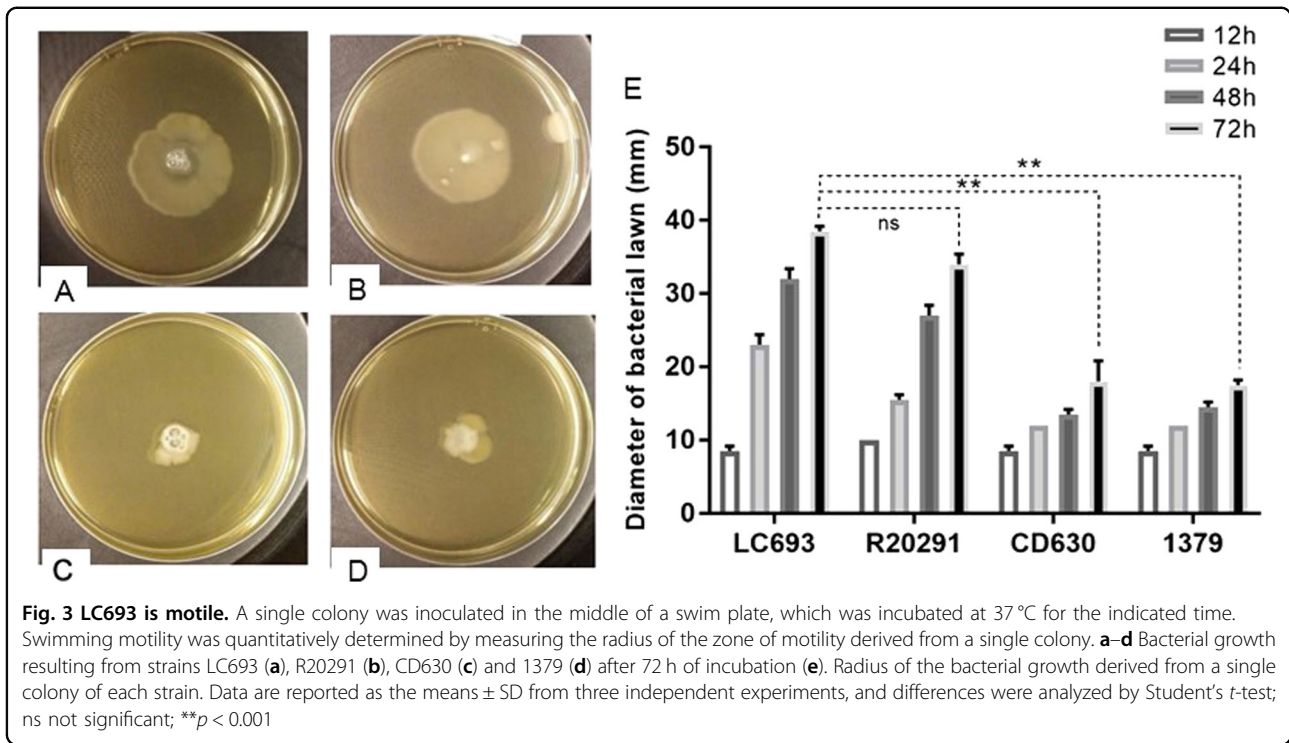 A
B
C
D
E
12h
24h
48h
72h
Diameter of bacterial lawn (mm)
50
40
30
20
10
0
**
**
ns
LC693 R20291 CD630 1379
Fig. 3 LC693 is motile. A single colony was inoculated in the middle of a swim plate, which was incubated at 37 °C for the indicated time.
Swimming motility was quantitatively determined by measuring the radius of the zone of motility derived from a single colony. a–d Bacterial growth
resulting from strains LC693 (a), R20291 (b), CD630 (c) and 1379 (d) after 72 h of incubation (e). Radius of the bacterial growth derived from a single
colony of each strain. Data are reported as the means ± SD from three independent experiments, and differences were analyzed by Student's t-test;
ns not significant; **p < 0.001